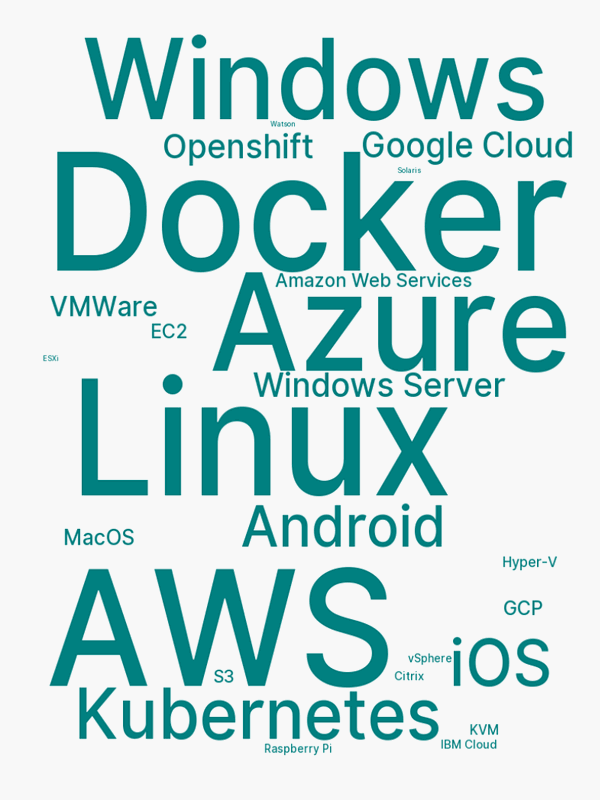 Windows
Watson
Openshift
Google Cloud
Solaris
Docker
Amazon Web Services
VMWare
EC2
Azure
ESXi
Windows Server
Linux
Android
MacOS
Hyper-V
AWS
GCP
iOS
vSphere
S3
Citrix
Kubernetes
KVM
IBM Cloud
Raspberry Pi